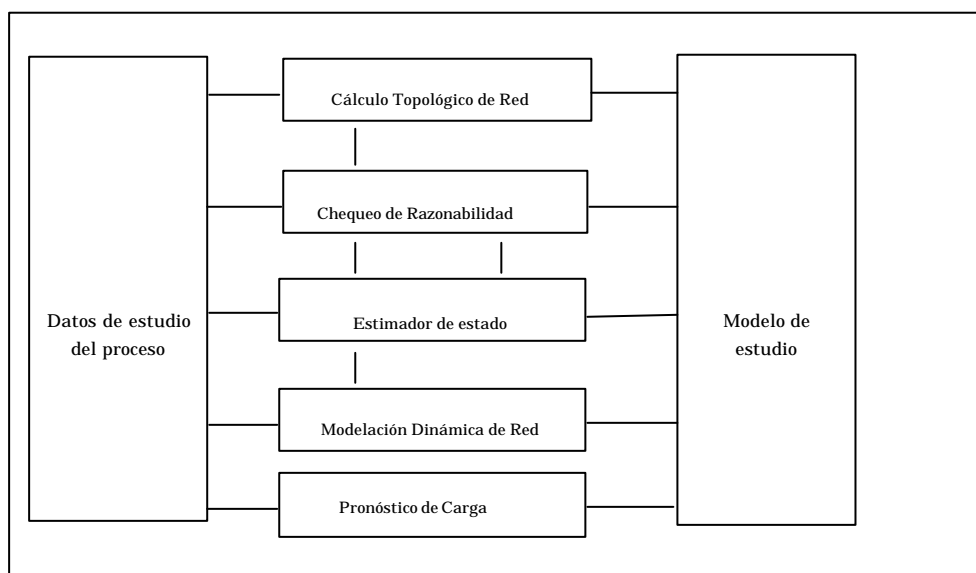 Cálculo Topológico de Red
Chequeo de Razonabilidad
Datos de estudio
del proceso
Estimador de estado
Modelo de
estudio
Modelación Dinámica de Red
Pronóstico de Carga